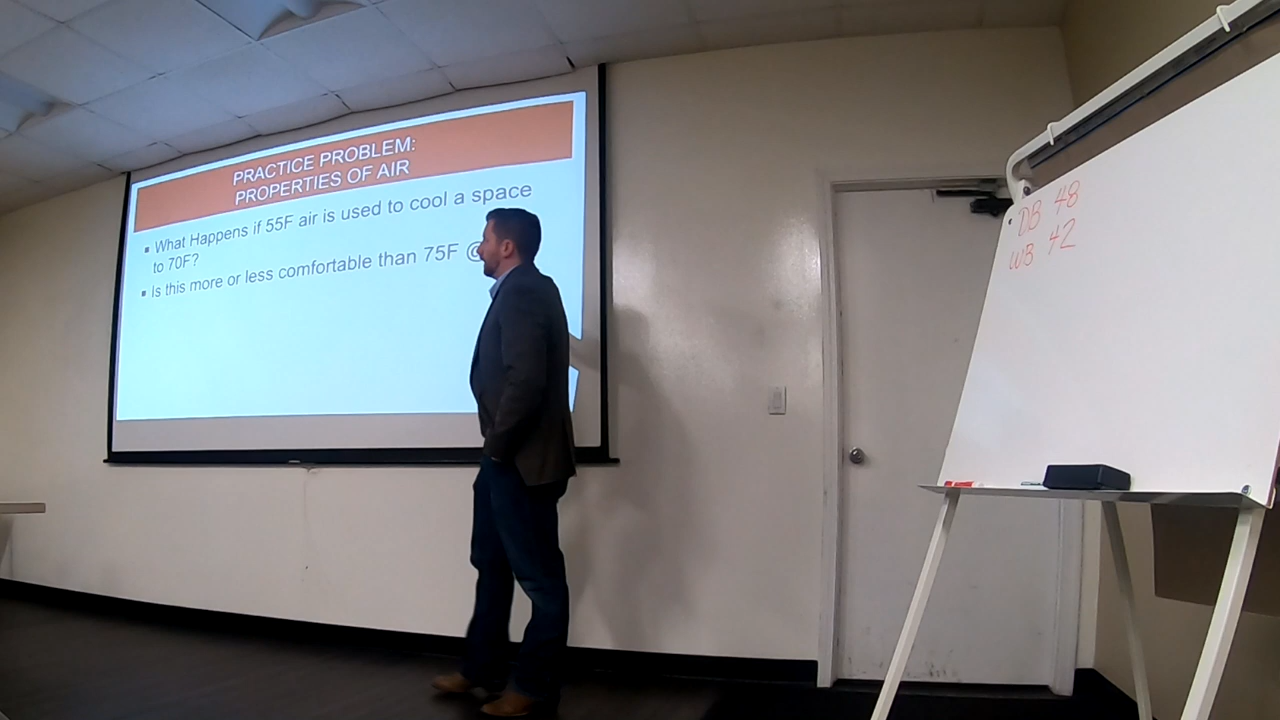 PRACTICE PROBLEM:
PROPERTIES OF AIR
▪ What Happens if 55F air is used to cool a space
to 70F?
▪ Is this more or less comfortable than 75F @
DB 48
WB 42